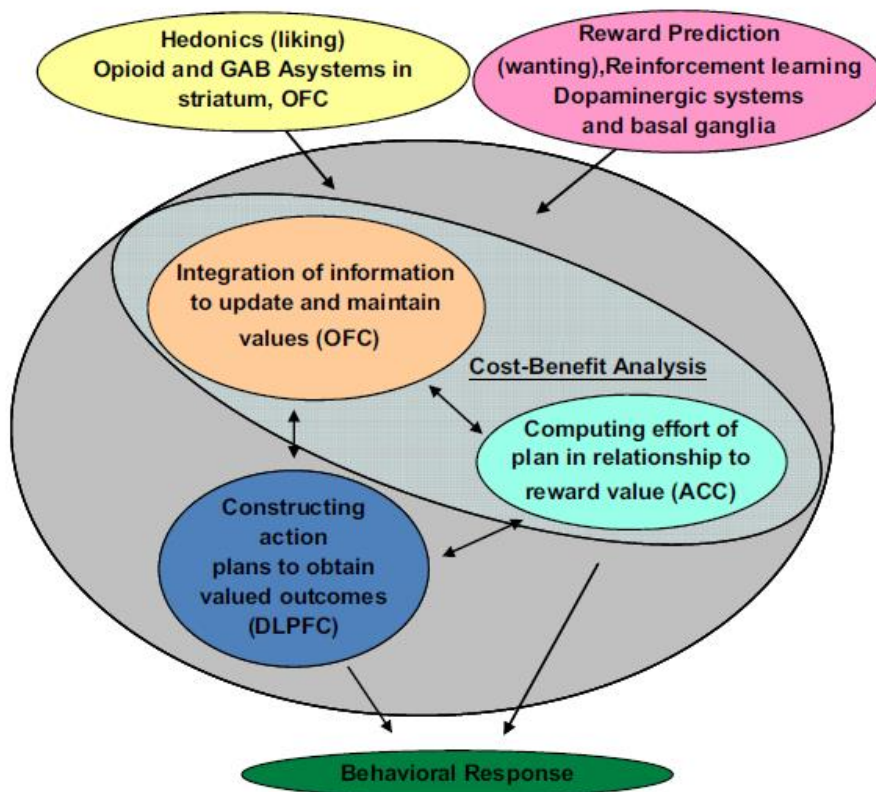 Hedonics (liking)
Opioid and GAB Asystems in
striatum, OFC
Reward Prediction
(wanting),Reinforcement learning
Dopaminergic systems
and basal ganglia
Integration of information
to update and maintain
values (OFC)
Cost-Benefit Analysis
Computing effort of
plan in relationship to
reward value (ACC)
Constructing
action
plans to obtain
valued outcomes
(DLPFC)
Behavioral Response